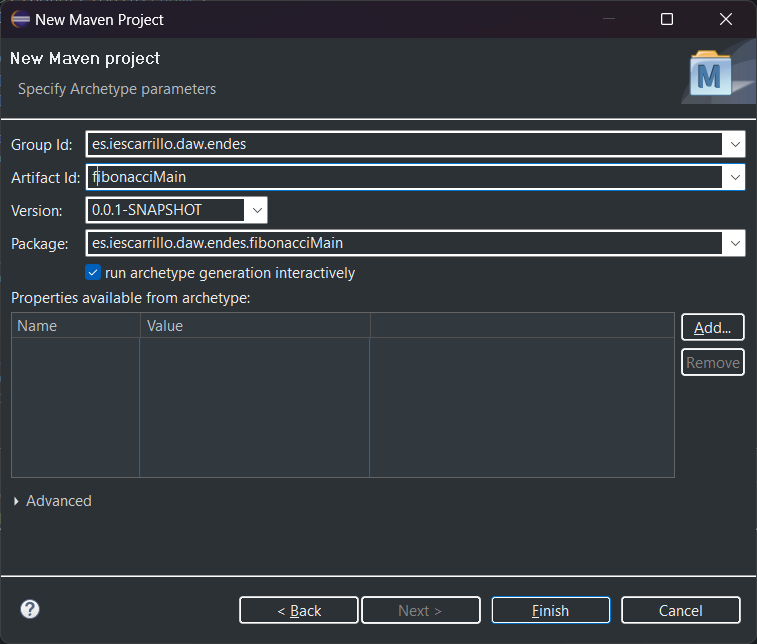 New Maven Project
New Maven project
Specify Archetype parameters
M
Group Id: es.iescarrillo.daw.endes
Artifact Id: fibonacciMain
Version: 0.0.1-SNAPSHOT
Package: es.iescarrillo.daw.endes.fibonacciMain
run archetype generation interactively
Properties available from archetype:
Name Value
Add...
Remove
Advanced
? < Back Next > Finish Cancel